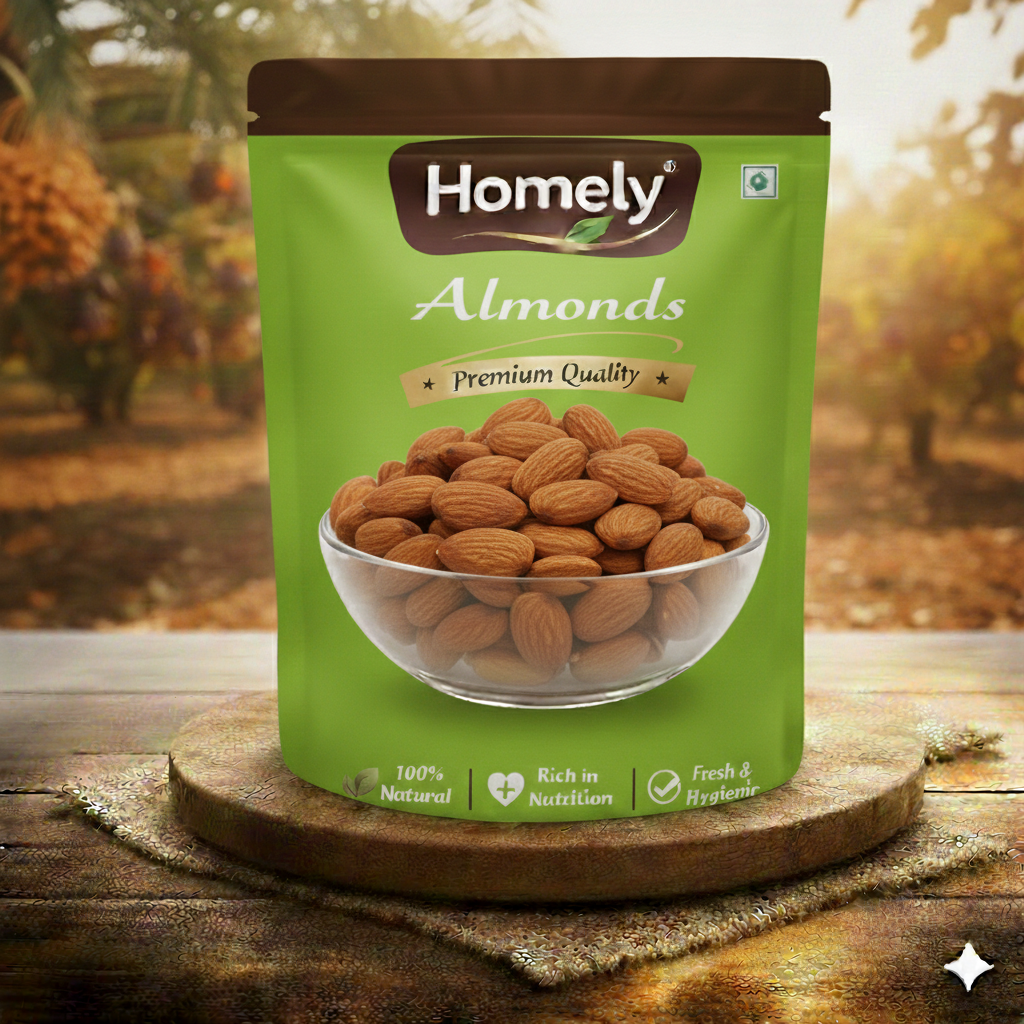 Homely
Almonds
★ Premium Quality ★
100%
Natural
Rich in
Nutrition
Fresh &
Hygienic